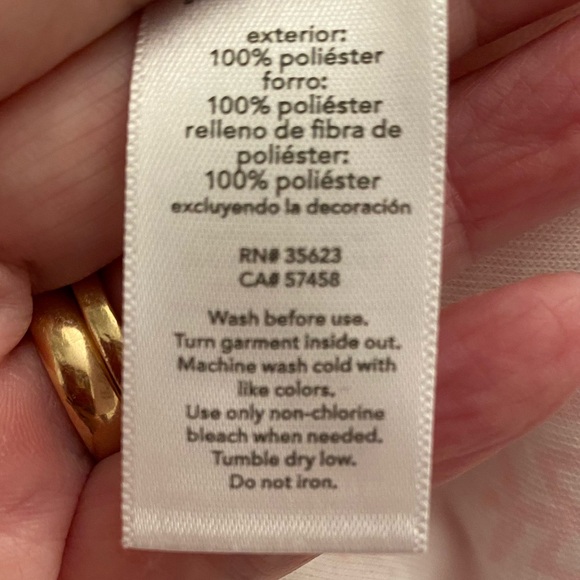 exterior:
100% poliéster
forro:
100% poliéster
relleno de fibra de
poliéster:
100% poliéster
excluyendo la decoración
RN# 35623
CA# 57458
Wash before use.
Turn garment inside out.
Machine wash cold with
like colors.
Use only non-chlorine
bleach when needed.
Tumble dry low.
Do not iron.